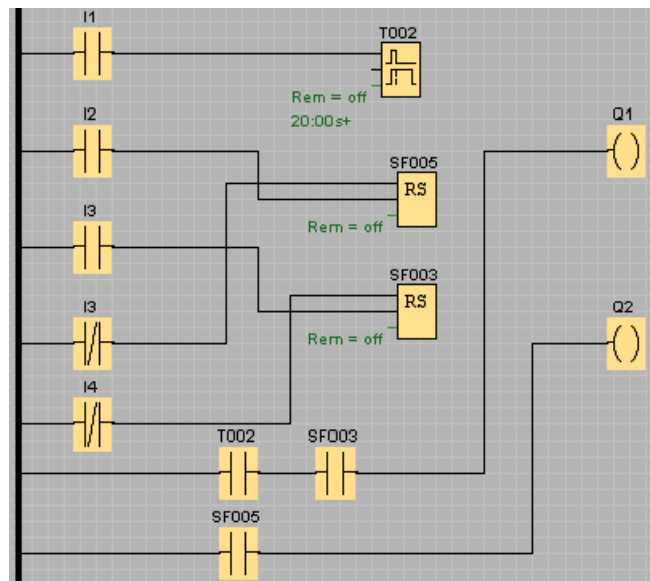 I1
T002
Rem = off
20:00s+
I2
Q1
SF005
RS
Rem = off
I3
SF003
RS
Rem = off
I3
Q2
I4
T002 SF003
SF005